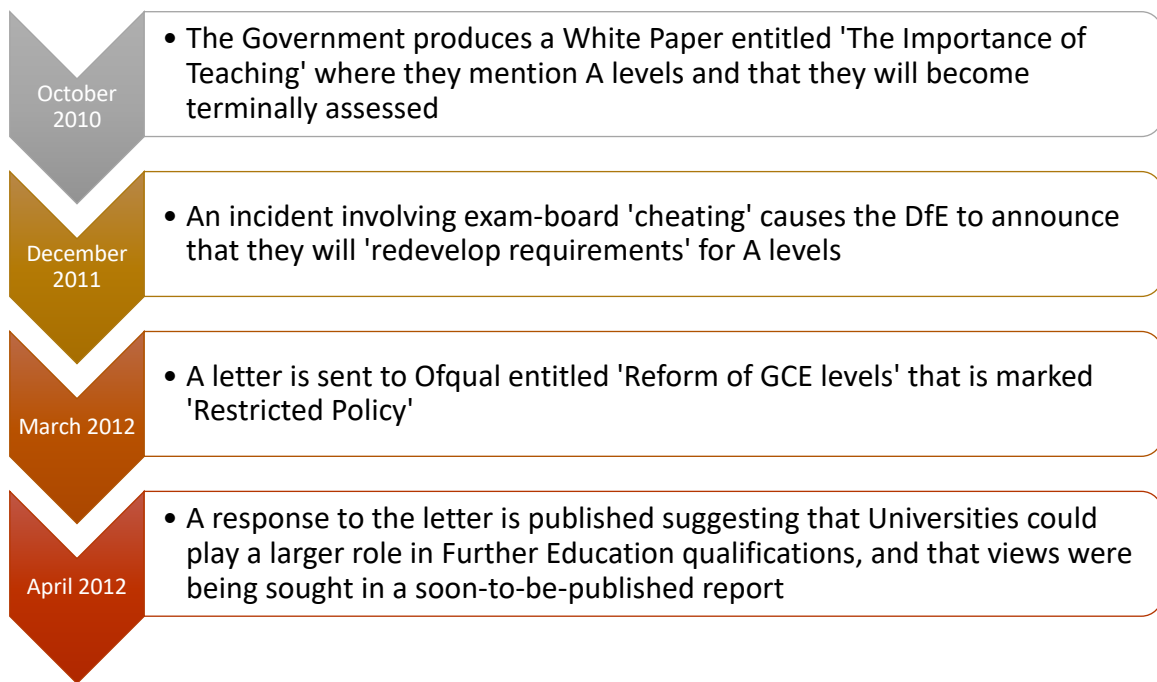 October
2010
• The Government produces a White Paper entitled 'The Importance of
Teaching' where they mention A levels and that they will become
terminally assessed
December
2011
• An incident involving exam-board 'cheating' causes the DfE to announce
that they will 'redevelop requirements' for A levels
March 2012
• A letter is sent to Ofqual entitled 'Reform of GCE levels' that is marked
'Restricted Policy'
April 2012
• A response to the letter is published suggesting that Universities could
play a larger role in Further Education qualifications, and that views were
being sought in a soon-to-be-published report